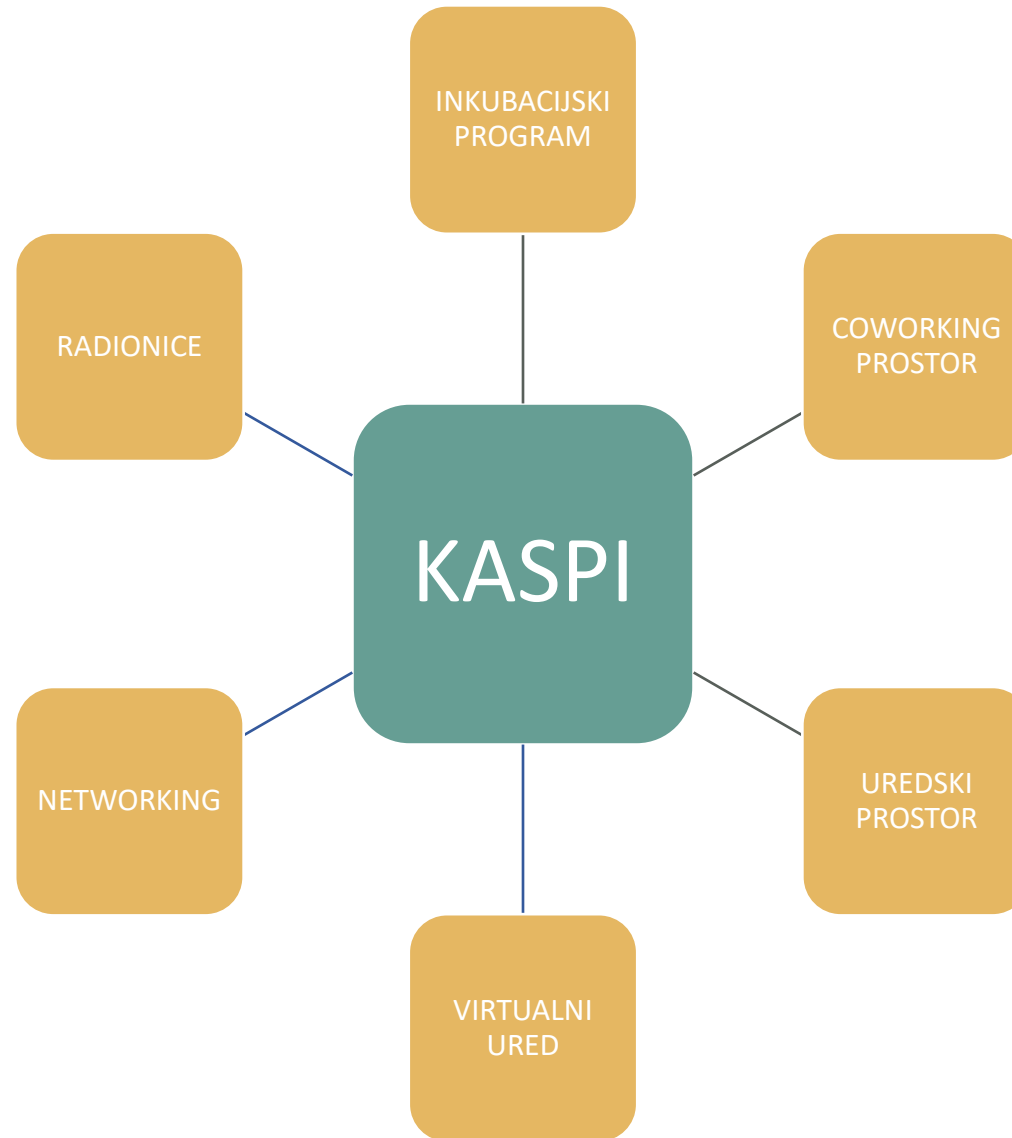 INKUBACIJSKI
PROGRAM
RADIONICE
COWORKING
PROSTOR
KASPI
NETWORKING
UREDSKI
PROSTOR
VIRTUALNI
URED